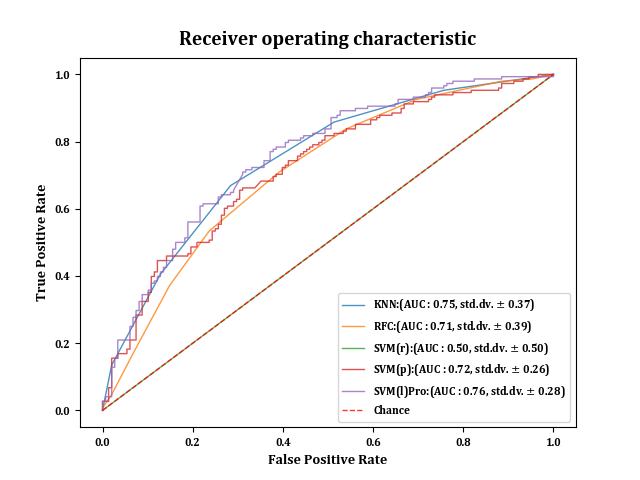 Receiver operating characteristic
1.0
0.8
0.6
0.4
0.2
0.0
True Positive Rate
KNN:(AUC : 0.75, std.dv. ± 0.37)
RFC:(AUC : 0.71, std.dv. ± 0.39)
SVM(r):(AUC : 0.50, std.dv. ± 0.50)
SVM(p):(AUC : 0.72, std.dv. ± 0.26)
SVM(l)Pro:(AUC : 0.76, std.dv. ± 0.28)
Chance
0.0 0.2 0.4 0.6 0.8 1.0
False Positive Rate